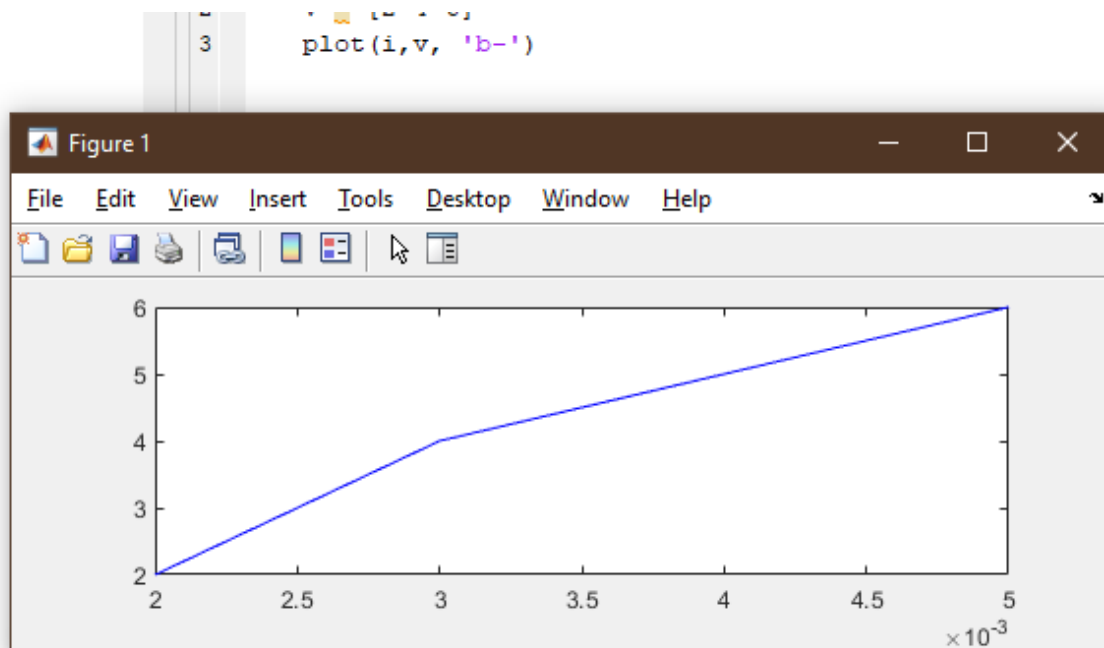 3 plot(i,v, 'b-')
Figure 1
File Edit View Insert Tools Desktop Window Help
6
5
4
3
2
2 2.5 3 3.5 4 4.5 5
×10-3